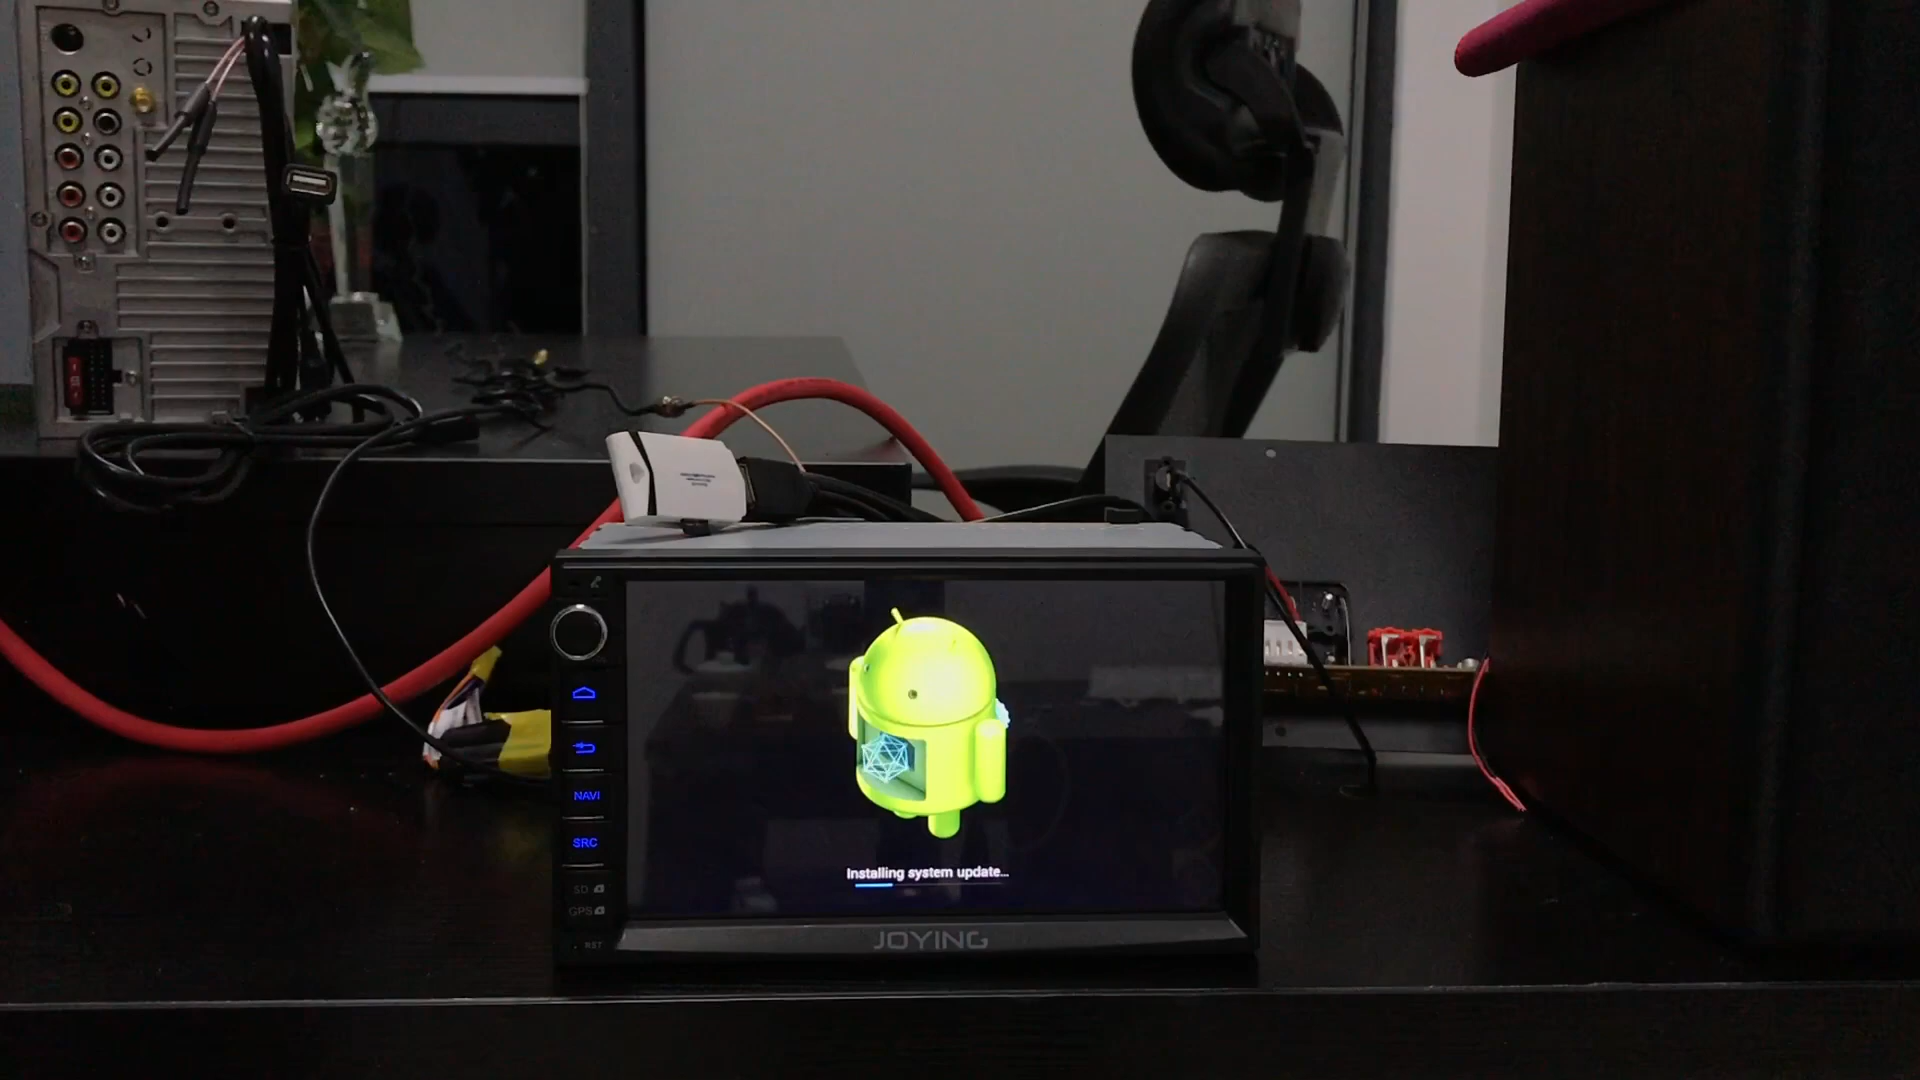 NAVI
SRC
SD
GPS
RST
Installing system update...
JOYING